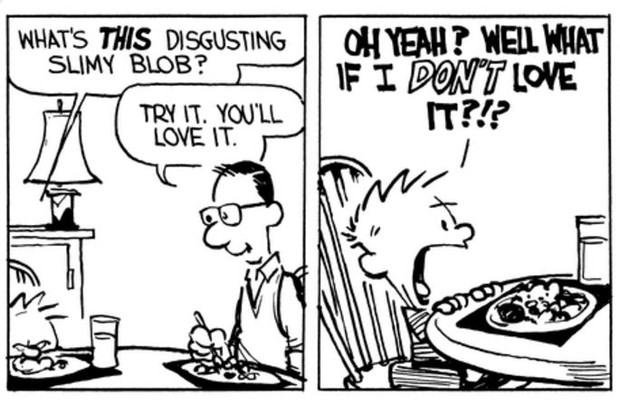 WHAT'S THIS DISGUSTING
SLIMY BLOB?
TRY IT. YOU'LL
LOVE IT.
OH YEAH? WELL WHAT
IF I DON'T LOVE
IT?!?